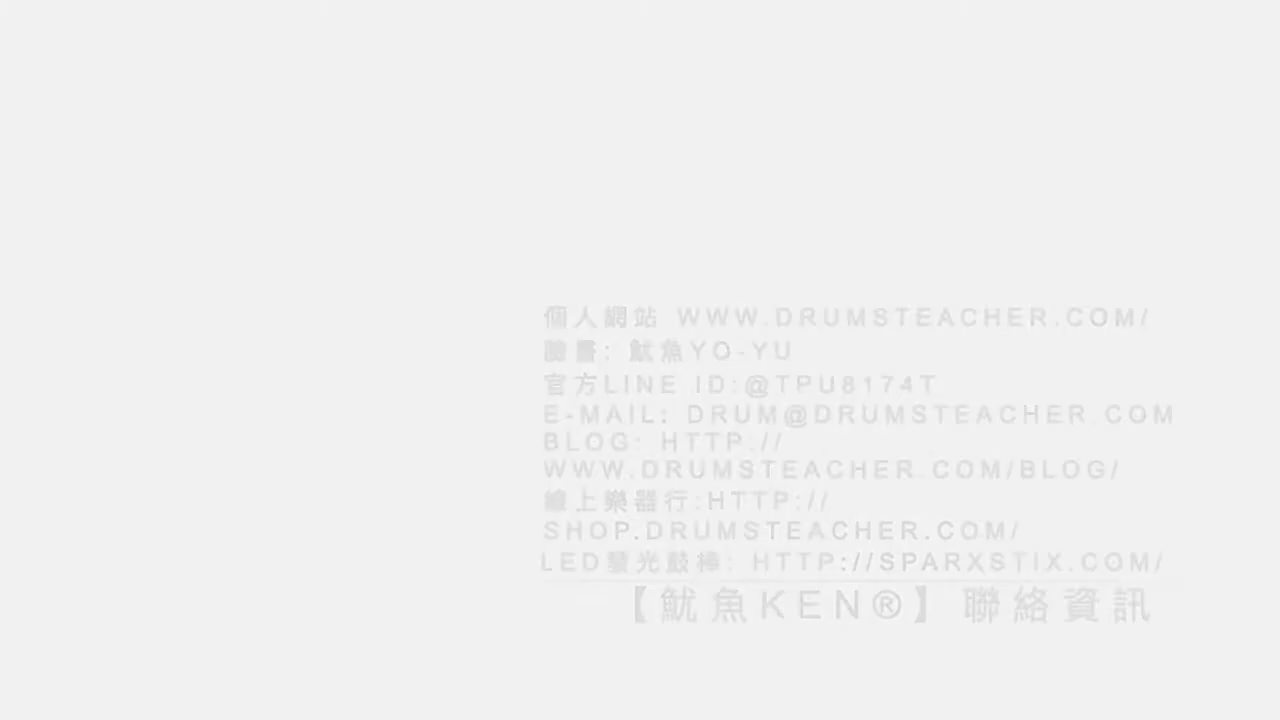 個人網站 WWW.DRUMSTEACHER.COM/
臉書: 魷魚YO-YU
官方LINE ID:@TPU8174T
E-MAIL: DRUM@DRUMSTEACHER.COM
BLOG: HTTP://
WWW.DRUMSTEACHER.COM/BLOG/
線上樂器行:HTTP://
SHOP.DRUMSTEACHER.COM/
LED發光鼓棒: HTTP://SPARXSTIX.COM/
【魷魚KEN®】 聯絡資訊